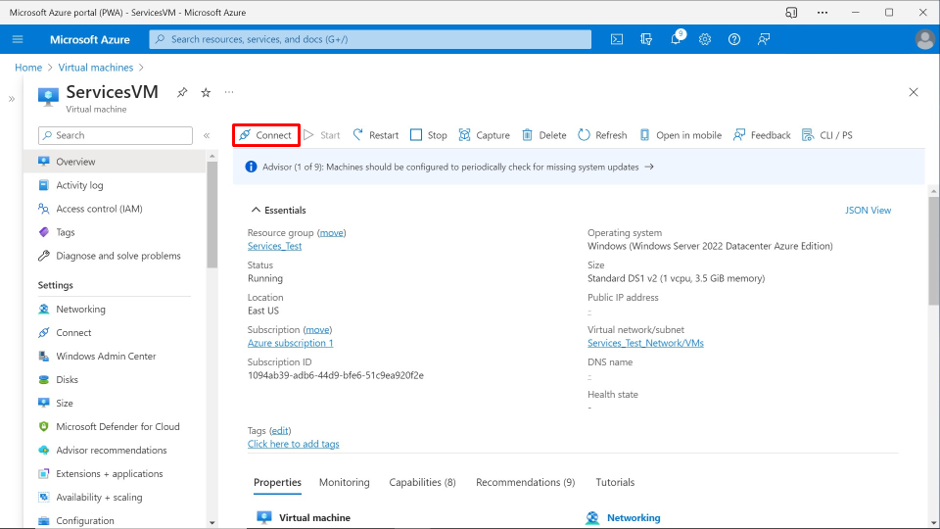 Microsoft Azure portal (PWA) - ServicesVM - Microsoft Azure
Microsoft Azure
Search resources, services, and docs (G+/)
9
Home > Virtual machines >
ServicesVM
Virtual machine
Search
Overview
Activity log
Access control (IAM)
Tags
Diagnose and solve problems
Settings
Networking
Connect
Windows Admin Center
Disks
Size
Microsoft Defender for Cloud
Advisor recommendations
Extensions + applications
Availability + scaling
Configuration
Connect Start Restart Stop Capture Delete Refresh Open in mobile Feedback CLI / PS
Advisor (1 of 9): Machines should be configured to periodically check for missing system updates →
Essentials
JSON View
Resource group (move)
Services_Test
Status
Running
Location
East US
Subscription (move)
Azure subscription 1
Subscription ID
1094ab39-adb6-44d9-bfe6-51c9ea920f2e
Operating system
Windows (Windows Server 2022 Datacenter Azure Edition)
Size
Standard DS1 v2 (1 vcpu, 3.5 GiB memory)
Public IP address
-
Virtual network/subnet
Services_Test_Network/VMs
DNS name
-
Health state
-
Tags (edit)
Click here to add tags
Properties Monitoring Capabilities (8) Recommendations (9) Tutorials
Virtual machine
Networking